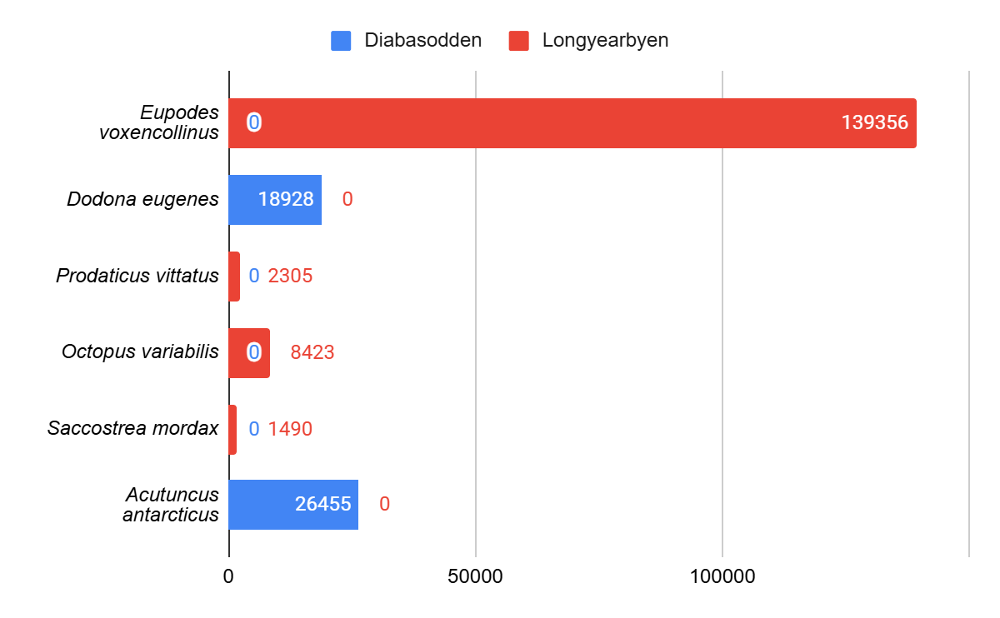 Diabasodden Longyearbyen
Eupodes
voxencollinus
0 139356
Dodona eugenes 18928 0
Prodaticus vittatus 0 2305
Octopus variabilis 0 8423
Saccostrea mordax 0 1490
Acutuncus
antarcticus
26455 0
0 50000 100000